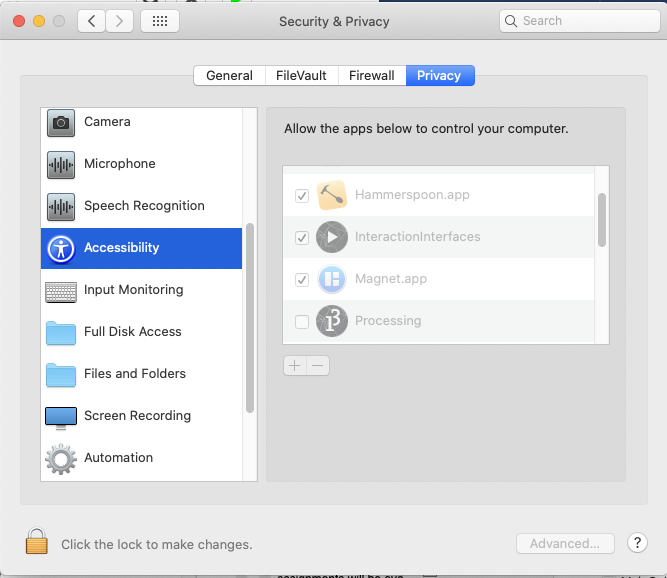 Security & Privacy
Search
General
FileVault
Firewall
Privacy
Camera
Microphone
Speech Recognition
Accessibility
Input Monitoring
Full Disk Access
Files and Folders
Screen Recording
Automation
Allow the apps below to control your computer.
Hammerspoon.app
InteractionInterfaces
Magnet.app
Processing
Click the lock to make changes.
Advanced...
?